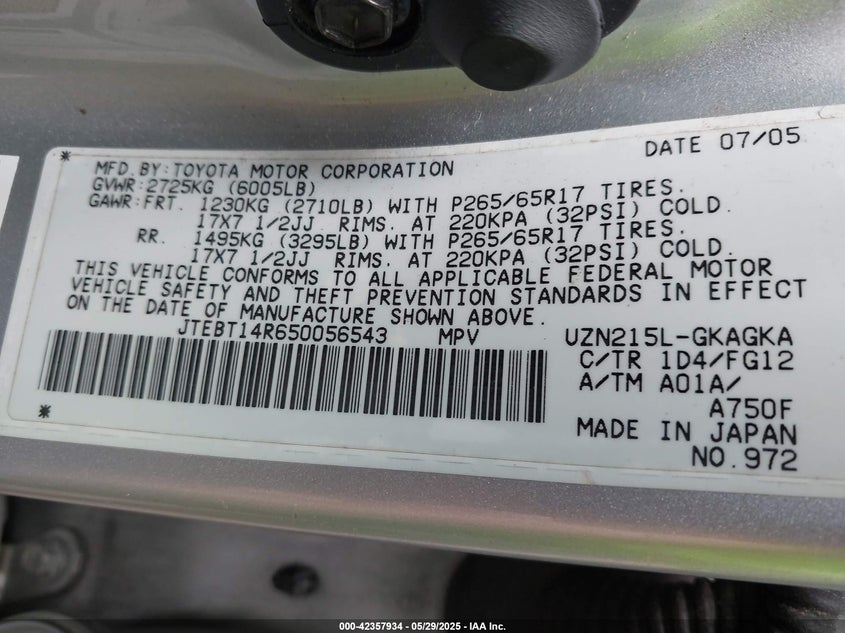 DATE 07/05
MFD.BY:TOYOTA MOTOR CORPORATION
GVWR:2725KG (6005LB)
GAWR:FRT. 1230KG (2710LB) WITH P265/65R17 TIRES.
17X7 1/2JJ RIMS. AT 220KPA (32PSI) COLD.
RR. 1495KG (3295LB) WITH P265/65R17 TIRES.
17X7 1/2JJ RIMS. AT 220KPA (32PSI) COLD.
THIS VEHICLE CONFORMS TO ALL APPLICABLE FEDERAL MOTOR
VEHICLE SAFETY AND THEFT PREVENTION STANDARDS IN EFFECT
ON THE DATE OF MANUFACTURE SHOWN ABOVE.
JTEBT14R650056543 MPV UZN215L-GKAGKA
C/TR 1D4/FG12
A/TM A01A/
A750F
MADE IN JAPAN
NO.972
000-42357934 - 05/29/2025 - IAA Inc.